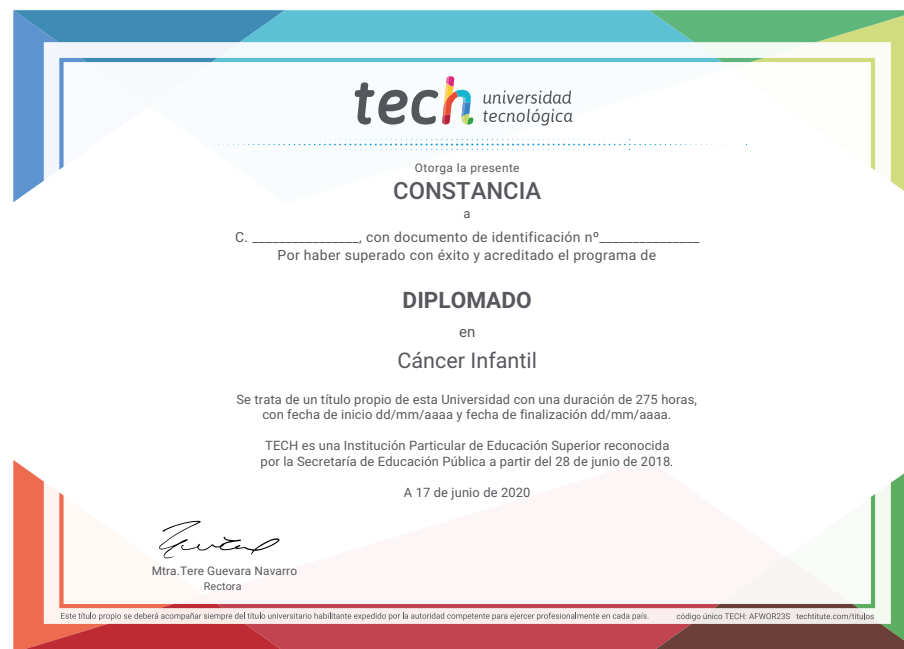 tech universidad
tecnológica
Otorga la presente
CONSTANCIA
a
C. ________________, con documento de identificación nº_______________
Por haber superado con éxito y acreditado el programa de
DIPLOMADO
en
Cáncer Infantil
Se trata de un título propio de esta Universidad con una duración de 275 horas,
con fecha de inicio dd/mm/aaaa y fecha de finalización dd/mm/aaaa.
TECH es una Institución Particular de Educación Superior reconocida
por la Secretaría de Educación Pública a partir del 28 de junio de 2018.
A 17 de junio de 2020
Mtra.Tere Guevara Navarro
Rectora
Este título propio se deberá acompañar siempre del título universitario habilitante expedido por la autoridad competente para ejercer profesionalmente en cada país. código único TECH: AFWOR23S techtitute.com/titulos